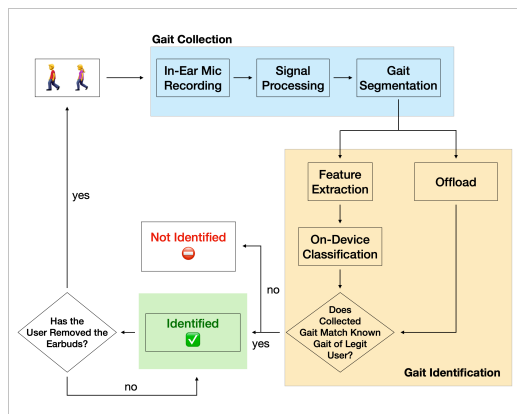 Gait Collection
In-Ear Mic
Recording
Signal
Processing
Gait
Segmentation
Feature
Extraction
Offload
On-Device
Classification
Does
Collected
Gait Match Known
Gait of Legit
User?
Gait Identification
no
yes
Not Identified
Identified
Has the
User Removed the
Earbuds?
yes
no